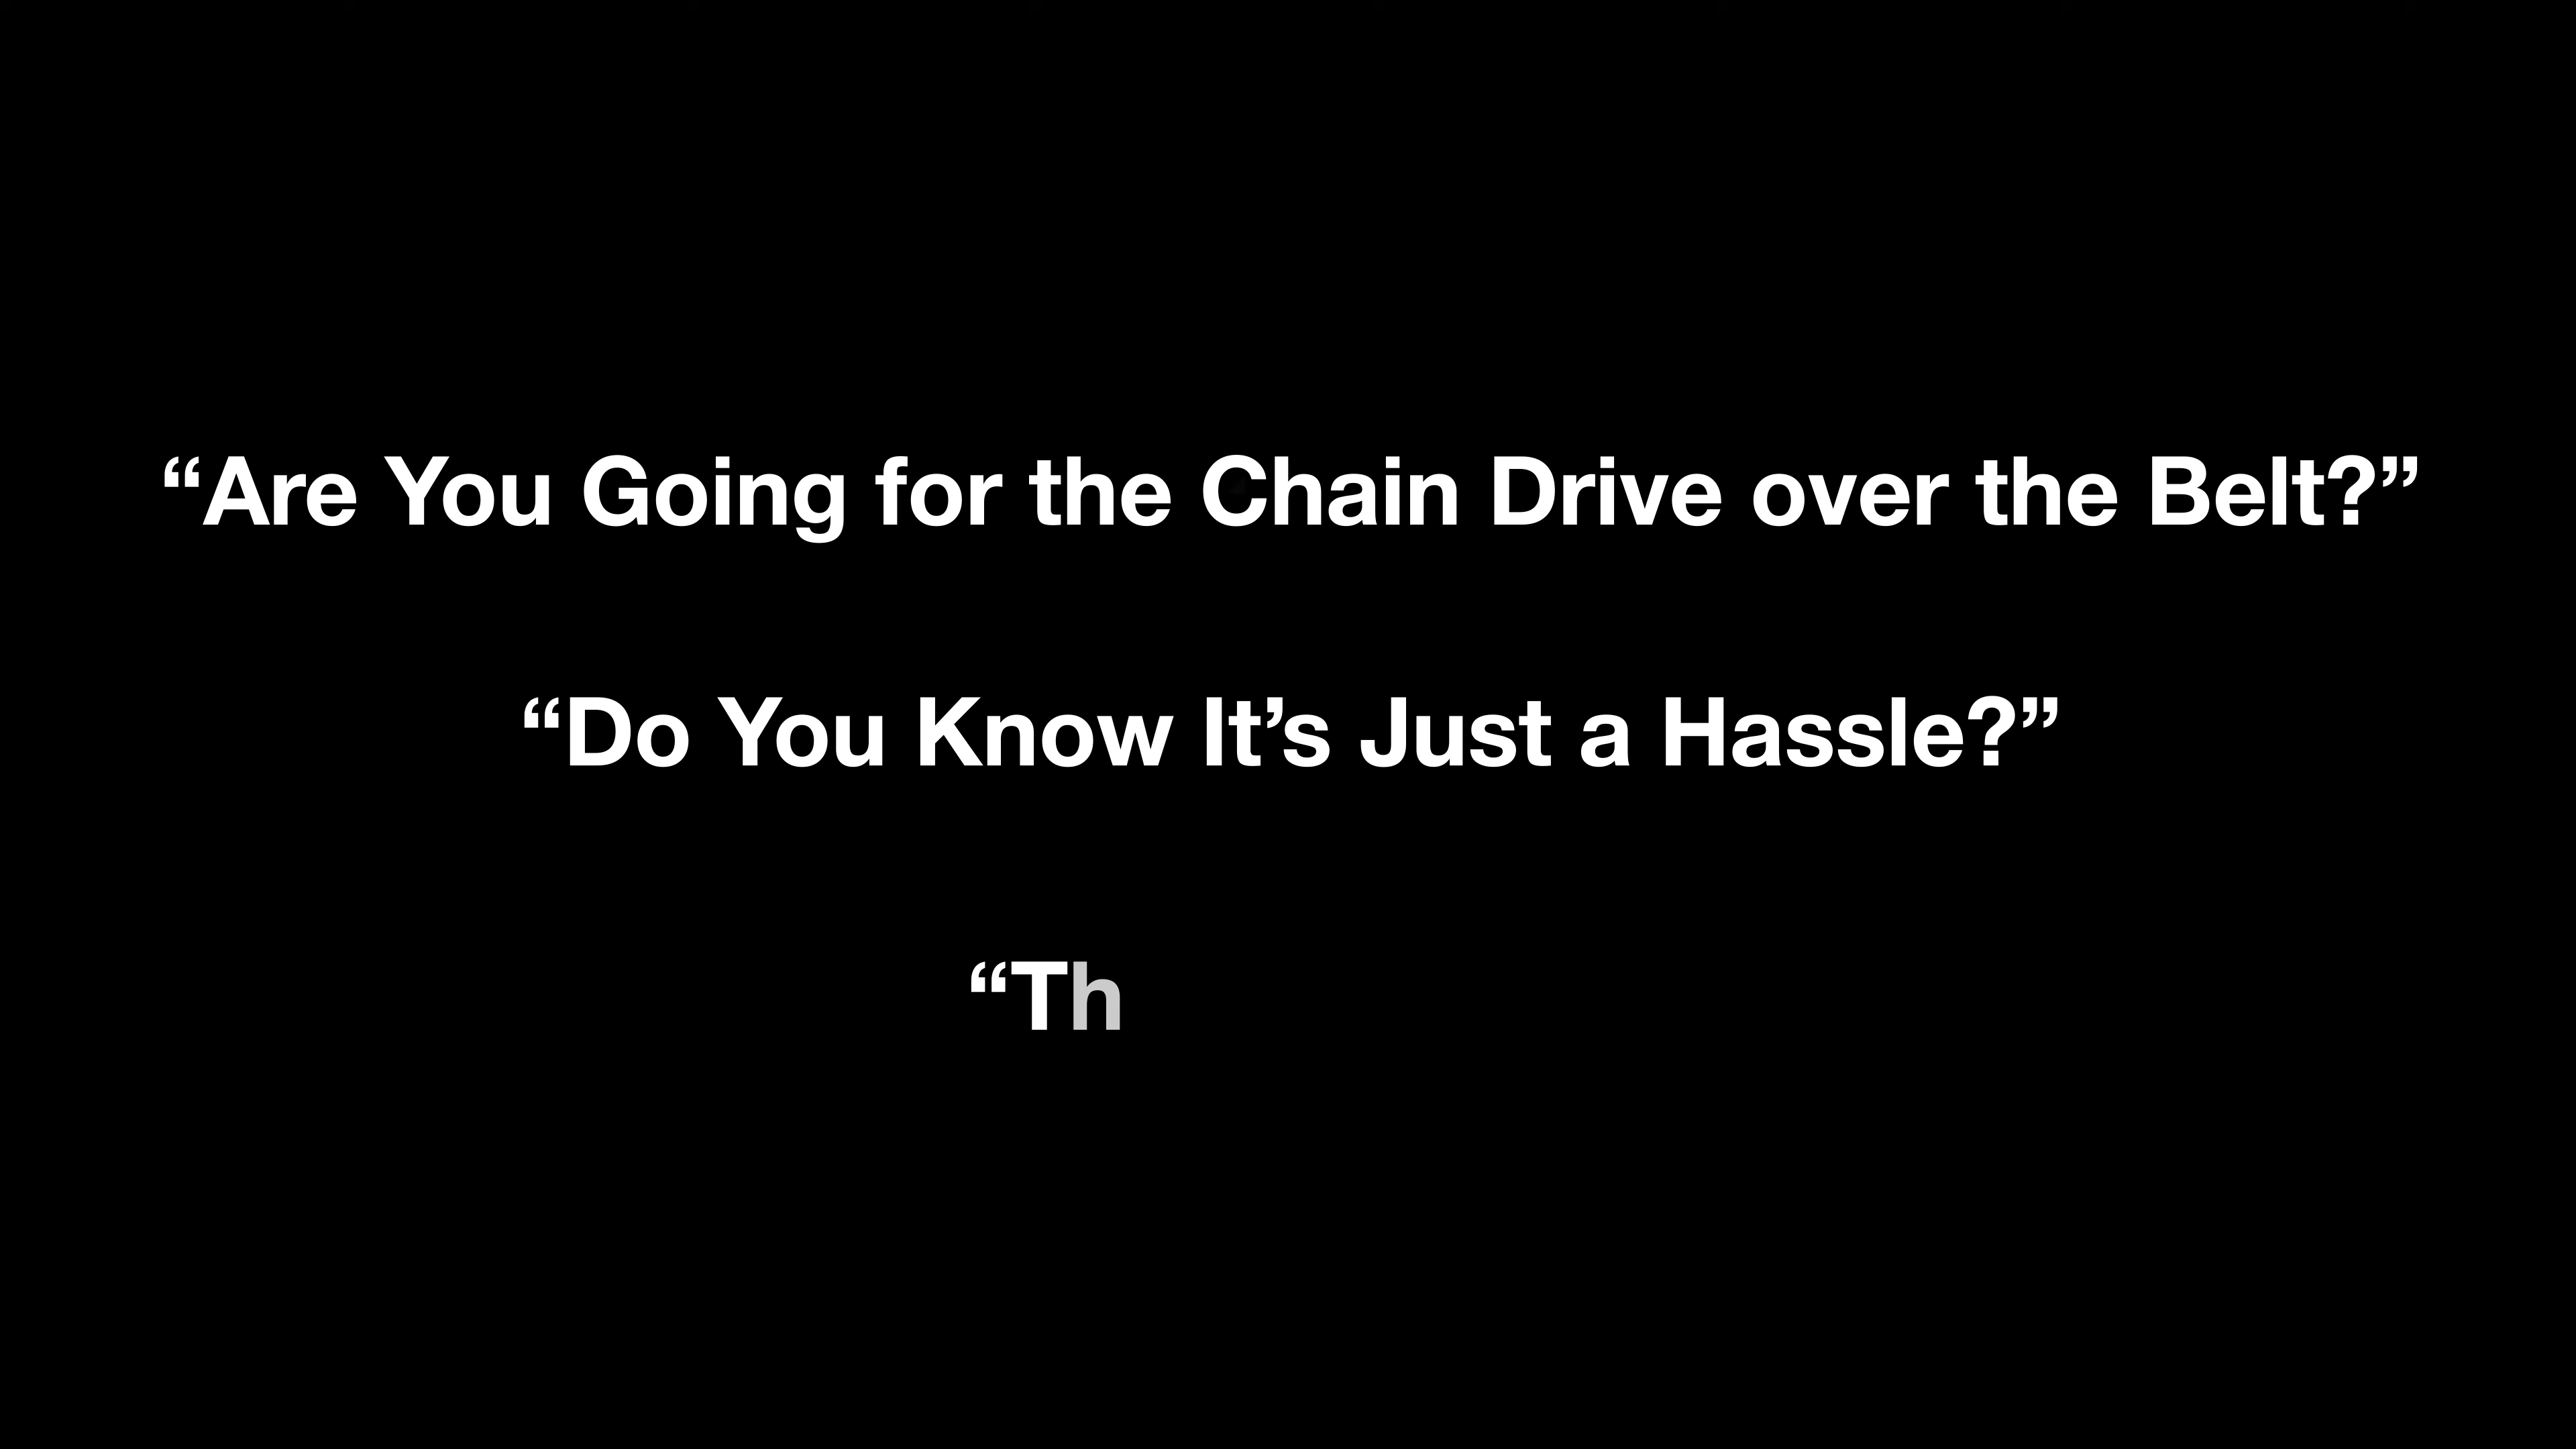 “Are You Going for the Chain Drive over the Belt?”
“Do You Know It’s Just a Hassle?”
“Th